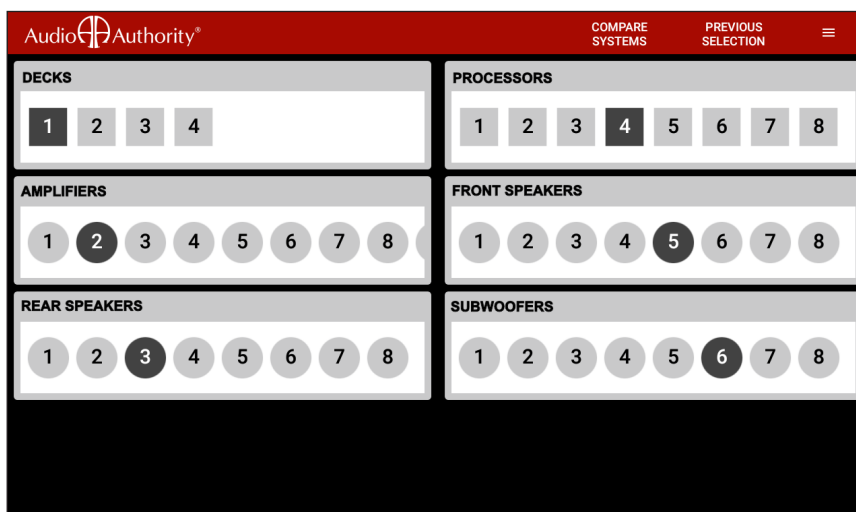 Audio Authority®
COMPARE SYSTEMS
PREVIOUS SELECTION
DECKS
1 2 3 4
PROCESSORS
1 2 3 4 5 6 7 8
AMPLIFIERS
1 2 3 4 5 6 7 8
FRONT SPEAKERS
1 2 3 4 5 6 7 8
REAR SPEAKERS
1 2 3 4 5 6 7 8
SUBWOOFERS
1 2 3 4 5 6 7 8